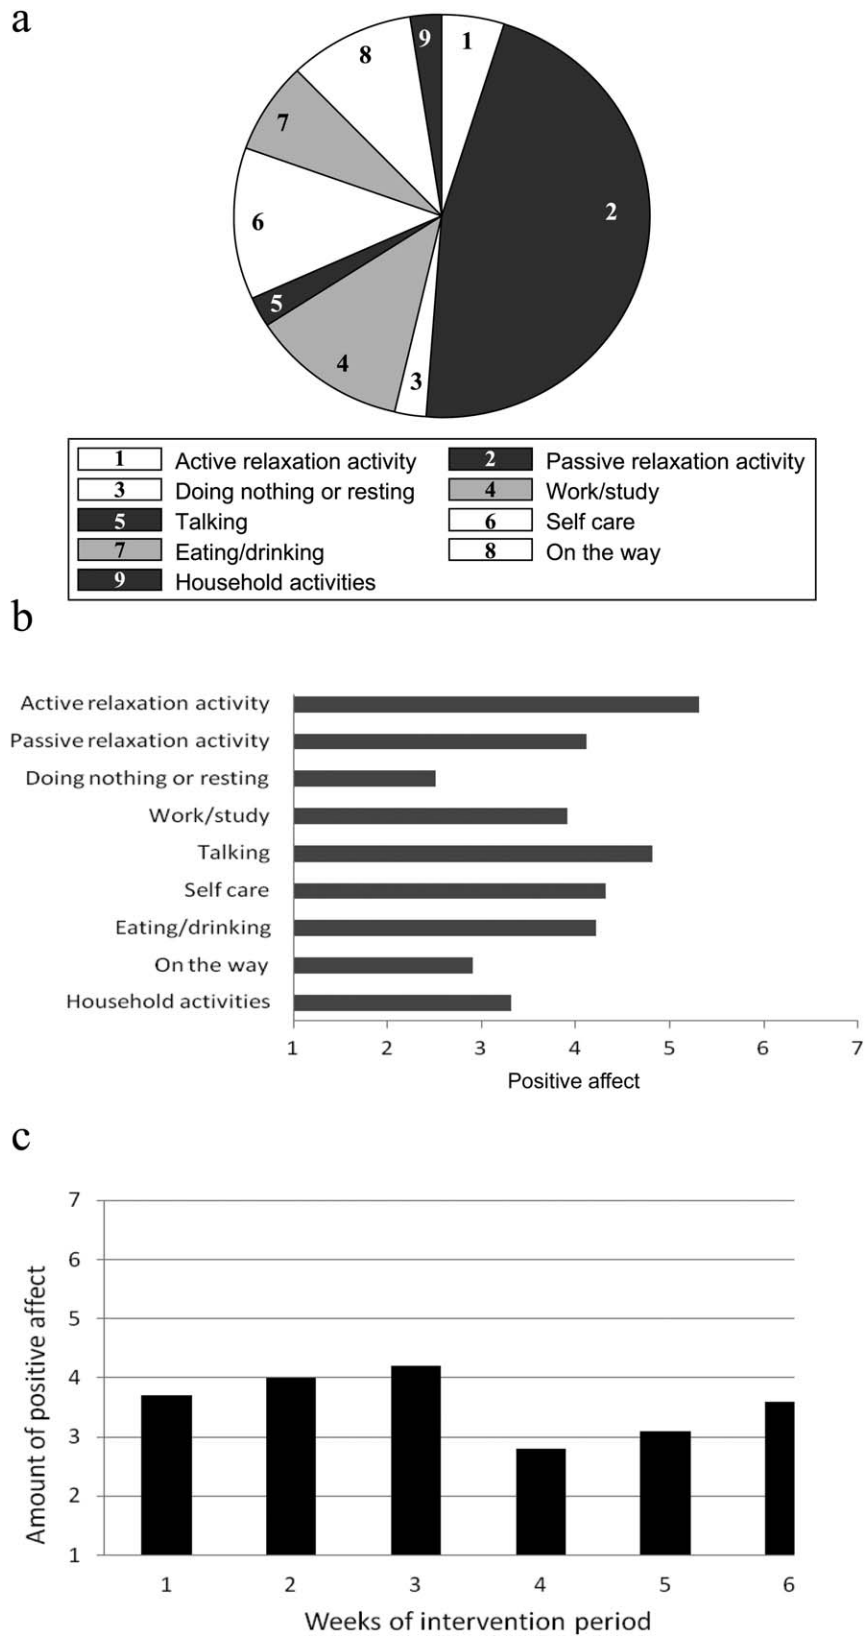 a
9
1
8
7
2
6
5
4
3
1 Active relaxation activity 2 Passive relaxation activity
3 Doing nothing or resting 4 Work/study
5 Talking 6 Self care
7 Eating/drinking 8 On the way
9 Household activities
b
Active relaxation activity
Passive relaxation activity
Doing nothing or resting
Work/study
Talking
Self care
Eating/drinking
On the way
Household activities
1 2 3 4 5 6 7
Positive affect
c
7
6
5
4
3
2
1
Amount of positive affect
1 2 3 4 5 6
Weeks of intervention period